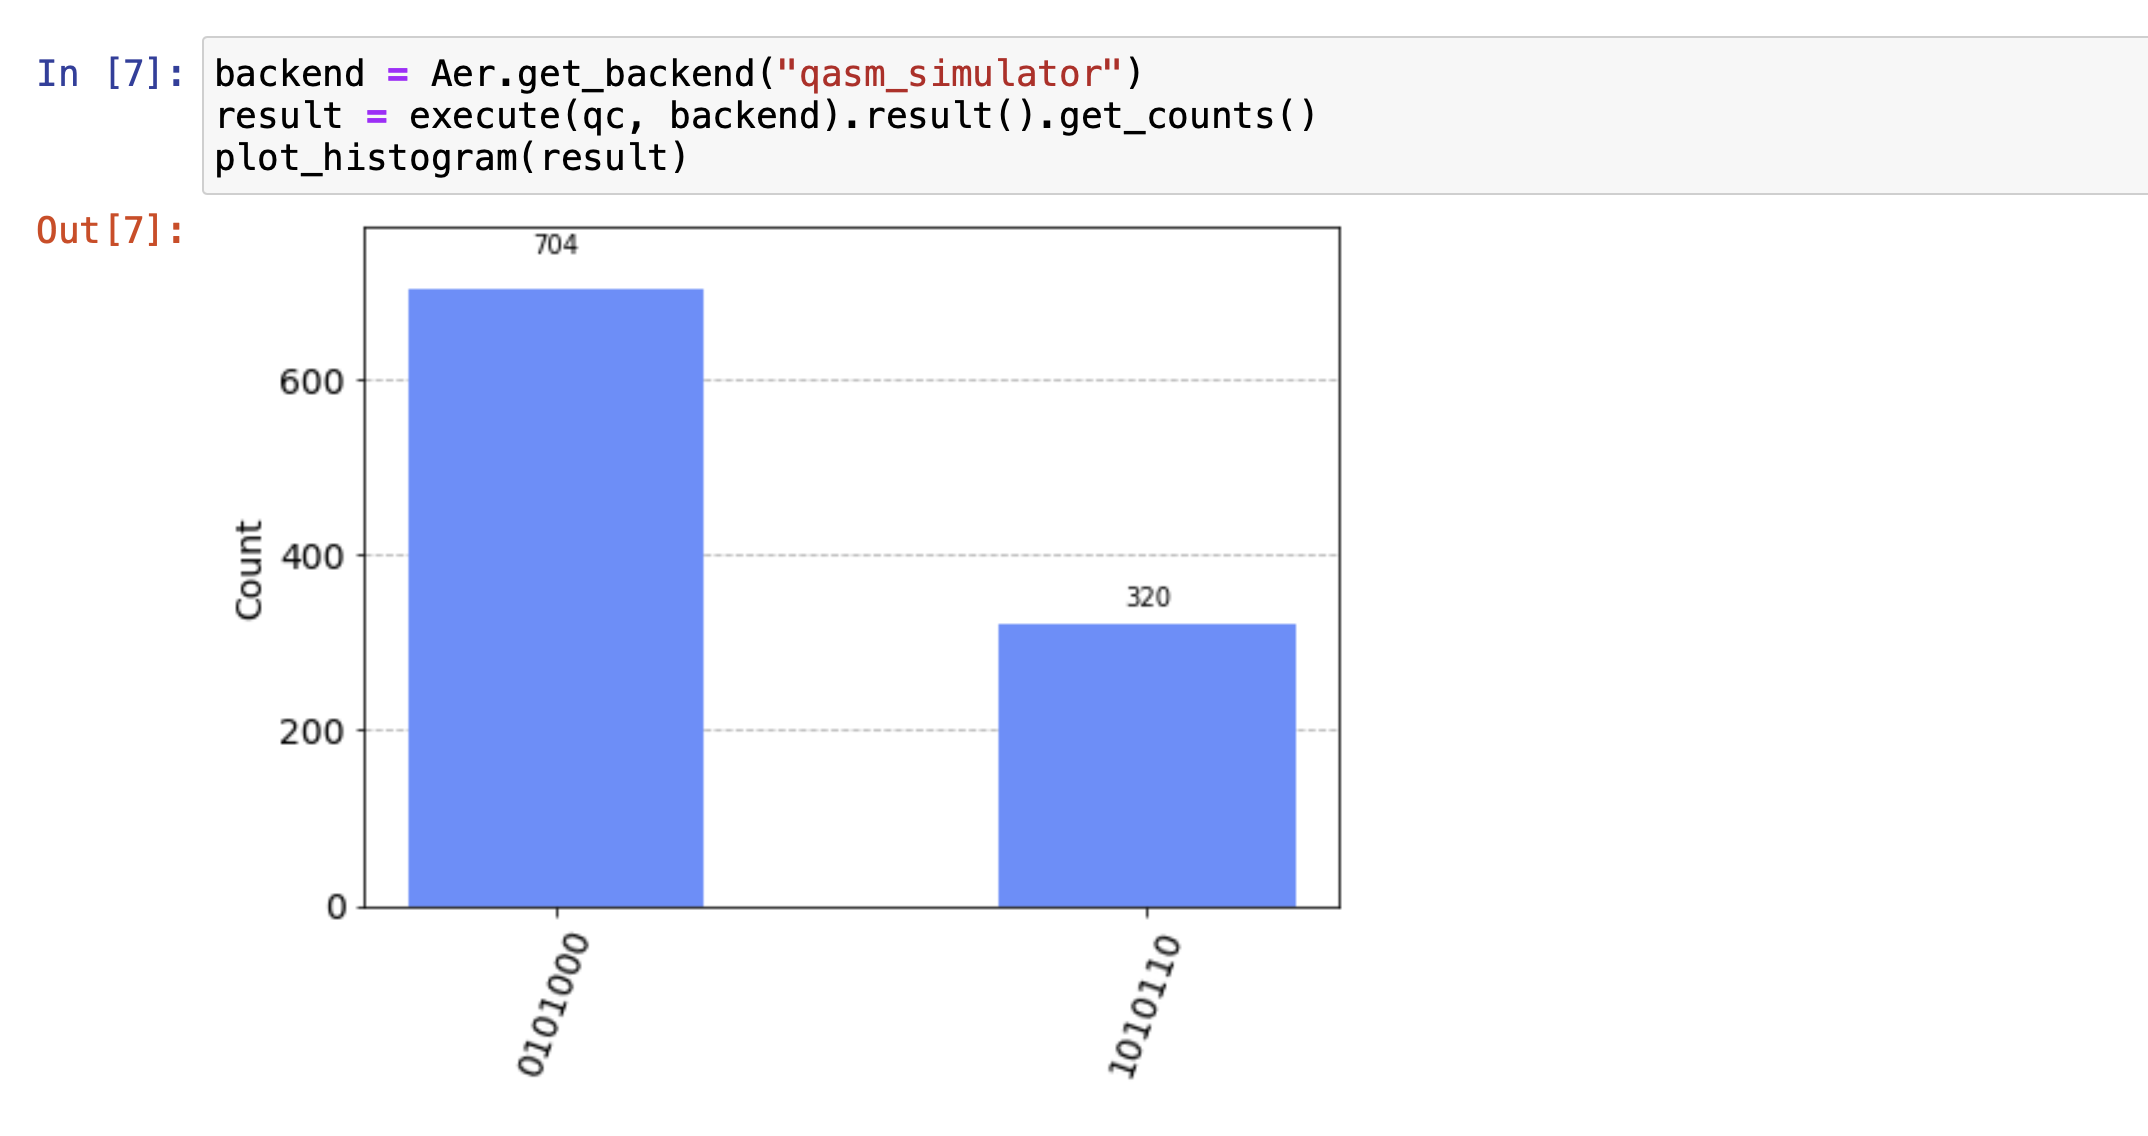 In [7]: backend = Aer.get_backend("qasm_simulator")
result = execute(qc, backend).result().get_counts()
plot_histogram(result)
Out[7]:
704
600
400
320
200
0
Count
0101000
1010110